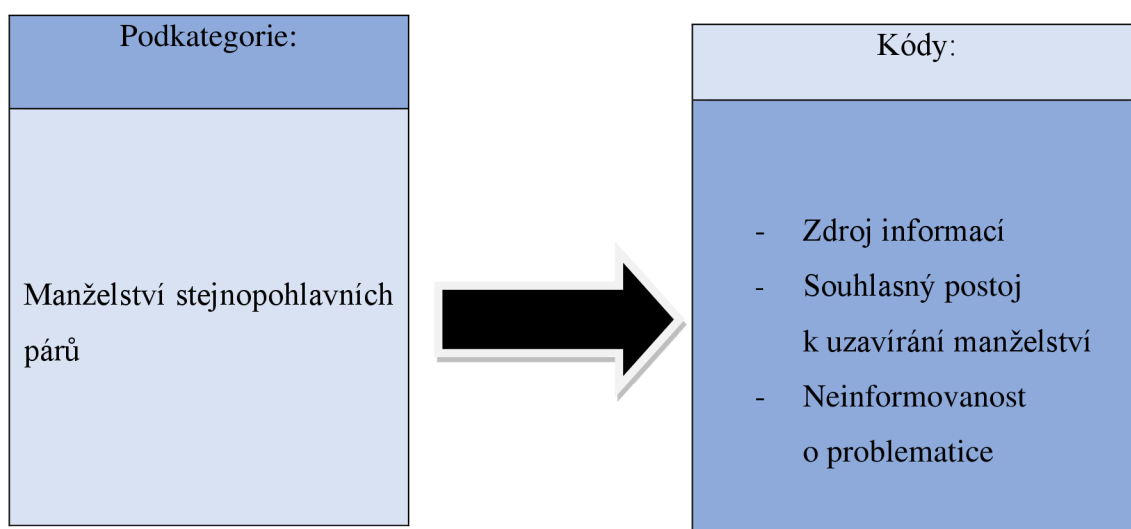 Podkategorie:
Manželství stejnopohlavních
párů
Kódy:
- Zdroj informací
- Souhlasný postoj
k uzavírání manželství
- Neinformovanost
o problematice